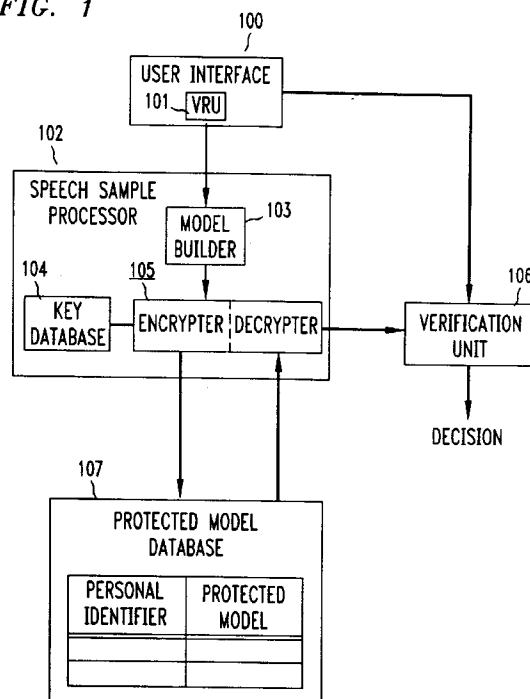 FIG. 1
100
USER INTERFACE
101
VRU
102
SPEECH SAMPLE
PROCESSOR
103
MODEL
BUILDER
104
KEY
DATABASE
105
ENCRYPTER
DECRYPTER
106
VERIFICATION
UNIT
DECISION
107
PROTECTED MODEL
DATABASE
PERSONAL
IDENTIFIER
PROTECTED
MODEL